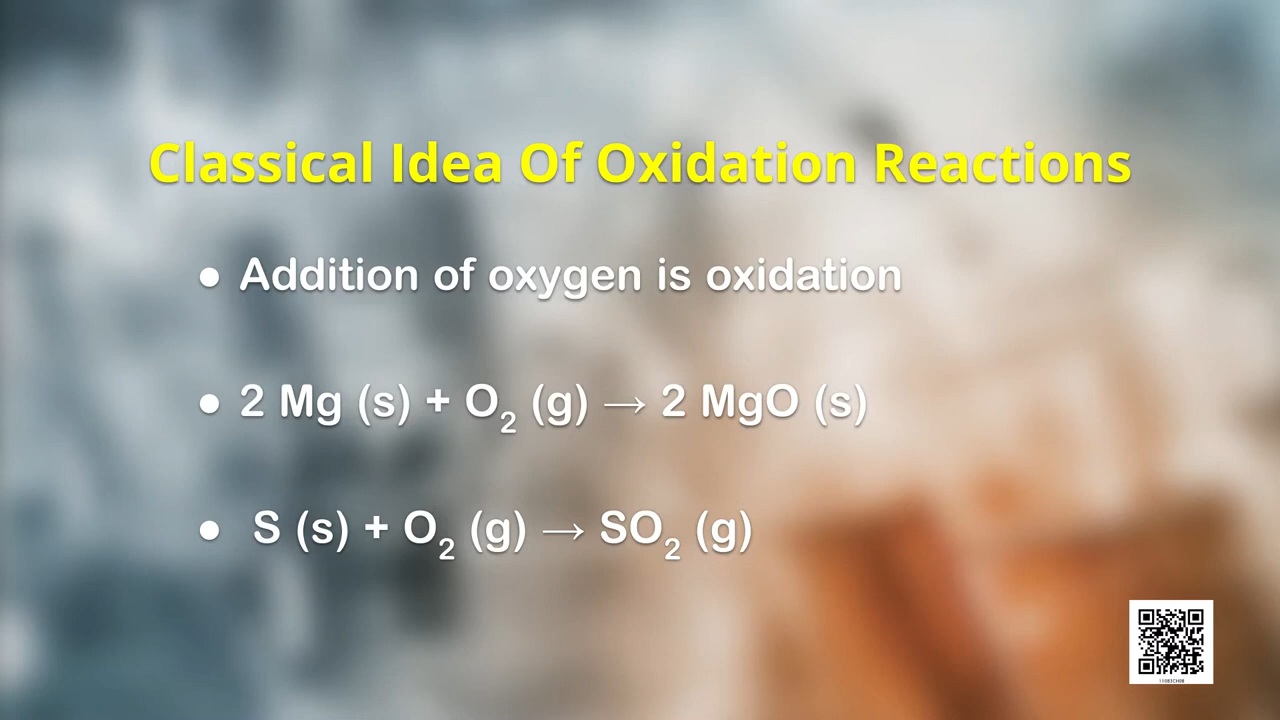 Classical Idea Of Oxidation Reactions
● Addition of oxygen is oxidation
● 2 Mg (s) + O₂ (g) → 2 MgO (s)
● S (s) + O₂ (g) → SO₂ (g)